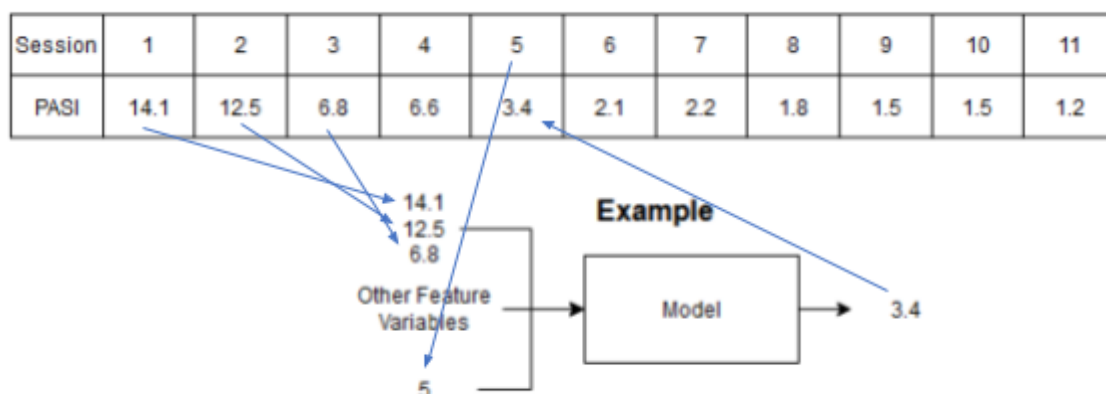 Session 1 2 3 4 5 6 7 8 9 10 11
PASI 14.1 12.5 6.8 6.6 3.4 2.1 2.2 1.8 1.5 1.5 1.2
14.1
Example
12.5
6.8
Other Feature
Variables
Model
3.4
5